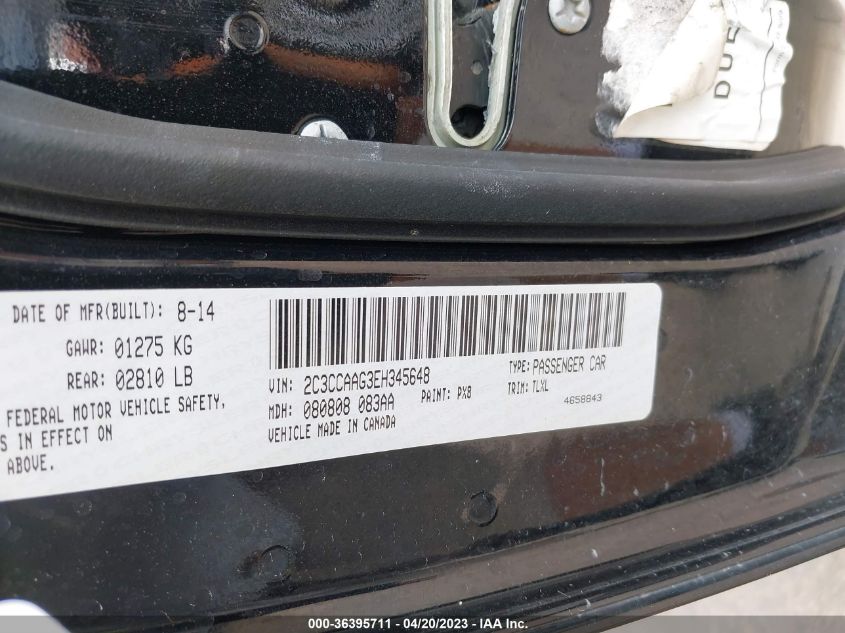 DUE
DATE OF MFR(BUILT): 8-14
GAWR: 01275 KG
REAR: 02810 LB
FEDERAL MOTOR VEHICLE SAFETY,
S IN EFFECT ON
ABOVE.
VIN: 2C3CCAAG3EH345648
TYPE: PASSENGER CAR
MDH: 080808 083AA
PAINT: PX8
TRIM: TLXL
VEHICLE MADE IN CANADA
4658843
000-36395711 - 04/20/2023 - IAA Inc.